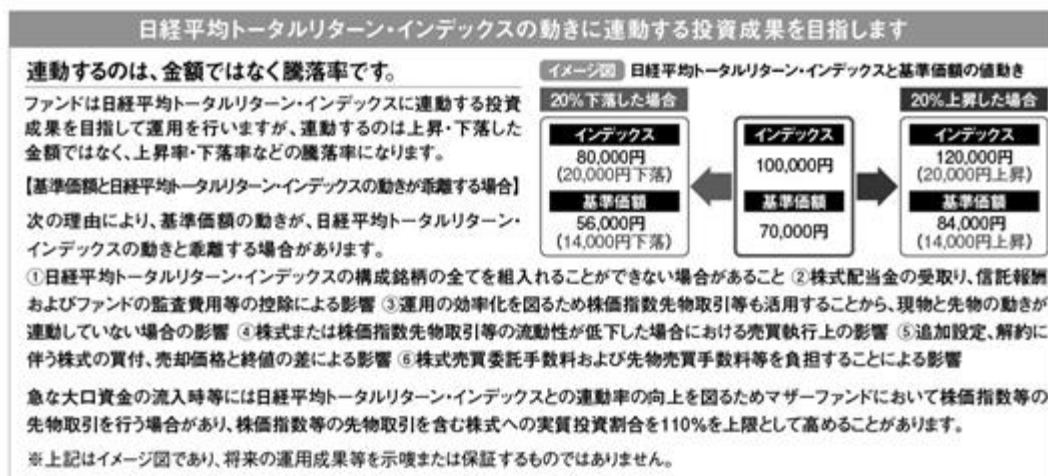 日経平均トータルリターン・インデックスの動きに連動する投資成果を目指します
連動するのは、金額ではなく騰落率です。
ファンドは日経平均トータルリターン・インデックスに連動する投資
成果を目指して運用を行いますが、連動するのは上昇・下落した
金額ではなく、上昇率・下落率などの騰落率になります。
【基準価額と日経平均トータルリターン・インデックスの動きが乖離する場合】
次の理由により、基準価額の動きが、日経平均トータルリターン・
インデックスの動きと乖離する場合があります。
イメージ図 日経平均トータルリターン・インデックスと基準価額の値動き
20%下落した場合
インデックス
80,000円
(20,000円下落)
基準価額
56,000円
(14,000円下落)
インデックス
100,000円
基準価額
70,000円
20%上昇した場合
インデックス
120,000円
(20,000円上昇)
基準価額
84,000円
(14,000円上昇)
①日経平均トータルリターン・インデックスの構成銘柄の全てを組入れることができない場合があること ②株式配当金の受取り、信託報酬
およびファンドの監査費用等の控除による影響 ③運用の効率化を図るため株価指数先物取引等も活用することから、現物と先物の動きが
連動していない場合の影響 ④株式または株価指数先物取引等の流動性が低下した場合における売買執行上の影響 ⑤追加設定、解約に
伴う株式の買付、売却価格と終値の差による影響 ⑥株式売買委託手数料および先物売買手数料等を負担することによる影響
急な大口資金の流入時等には日経平均トータルリターン・インデックスとの連動率の向上を図るためマザーファンドにおいて株価指数等の
先物取引を行う場合があり、株価指数等の先物取引を含む株式への実質投資割合を110%を上限として高めることがあります。
※上記はイメージ図であり、将来の運用成果等を示唆または保証するものではありません。